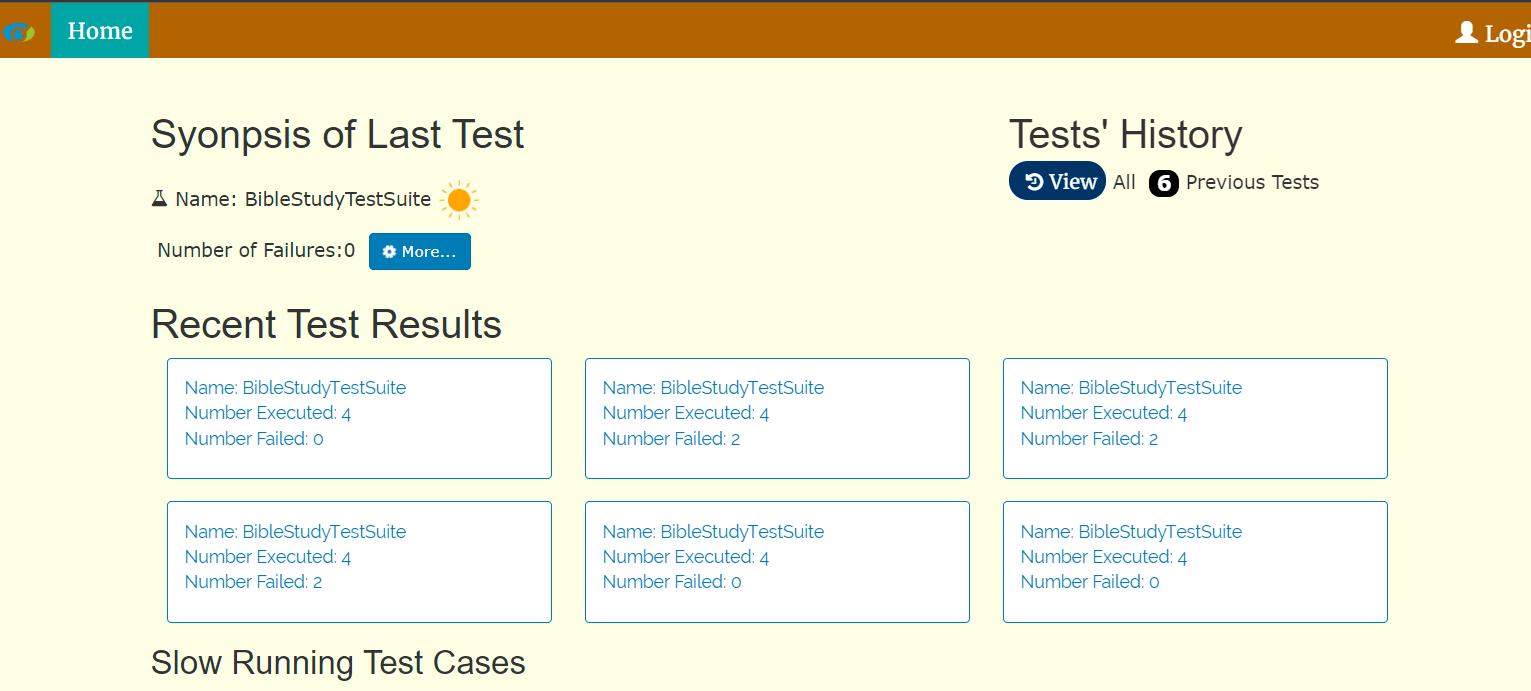 Home
Logi
Syonpsis of Last Test
Name: BibleStudyTestSuite
Number of Failures:0 More...
Tests' History
View All 6 Previous Tests
Recent Test Results
Name: BibleStudyTestSuite
Number Executed: 4
Number Failed: 0
Name: BibleStudyTestSuite
Number Executed: 4
Number Failed: 2
Name: BibleStudyTestSuite
Number Executed: 4
Number Failed: 2
Name: BibleStudyTestSuite
Number Executed: 4
Number Failed: 2
Name: BibleStudyTestSuite
Number Executed: 4
Number Failed: 0
Name: BibleStudyTestSuite
Number Executed: 4
Number Failed: 0
Slow Running Test Cases